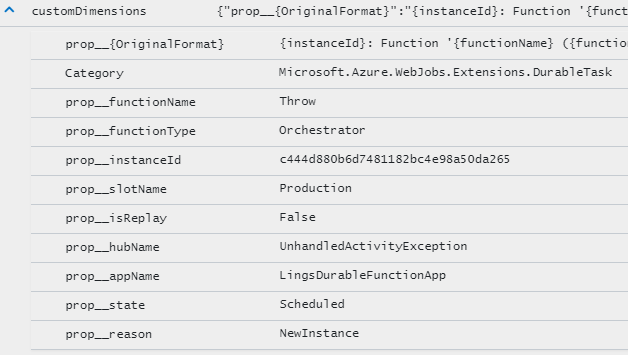 customDimensions {"prop__{OriginalFormat}":"{instanceId}: Function '{funct
prop__{OriginalFormat} {instanceId}: Function '{functionName} ({functio
Category Microsoft.Azure.WebJobs.Extensions.DurableTask
prop__functionName Throw
prop__functionType Orchestrator
prop__instanceId c444d880b6d7481182bc4e98a50da265
prop__slotName Production
prop__isReplay False
prop__hubName UnhandledActivityException
prop__appName LingsDurableFunctionApp
prop__state Scheduled
prop__reason NewInstance